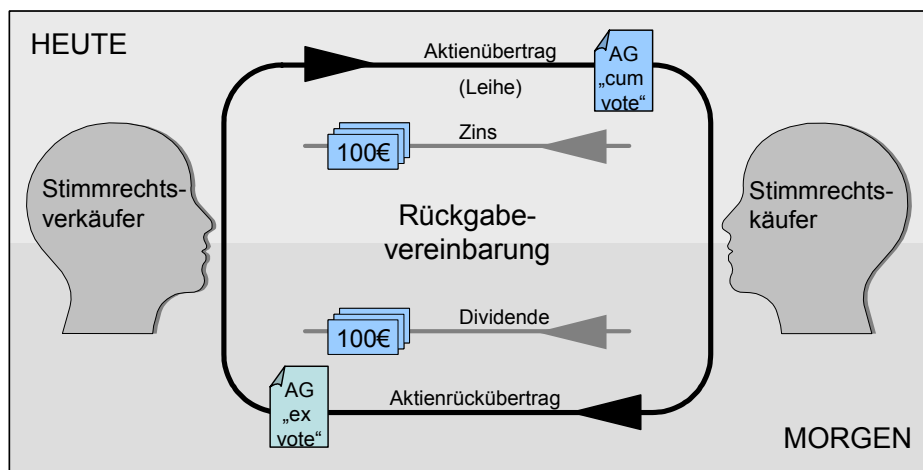 HEUTE
Aktienübertrag
(Leihe)
AG
„cum
vote“
Zins
100€
Stimmrechts-
verkäufer
Stimmrechts-
käufer
Rückgabe-
vereinbarung
Dividende
100€
Aktienrückübertrag
AG
„ex
vote“
MORGEN